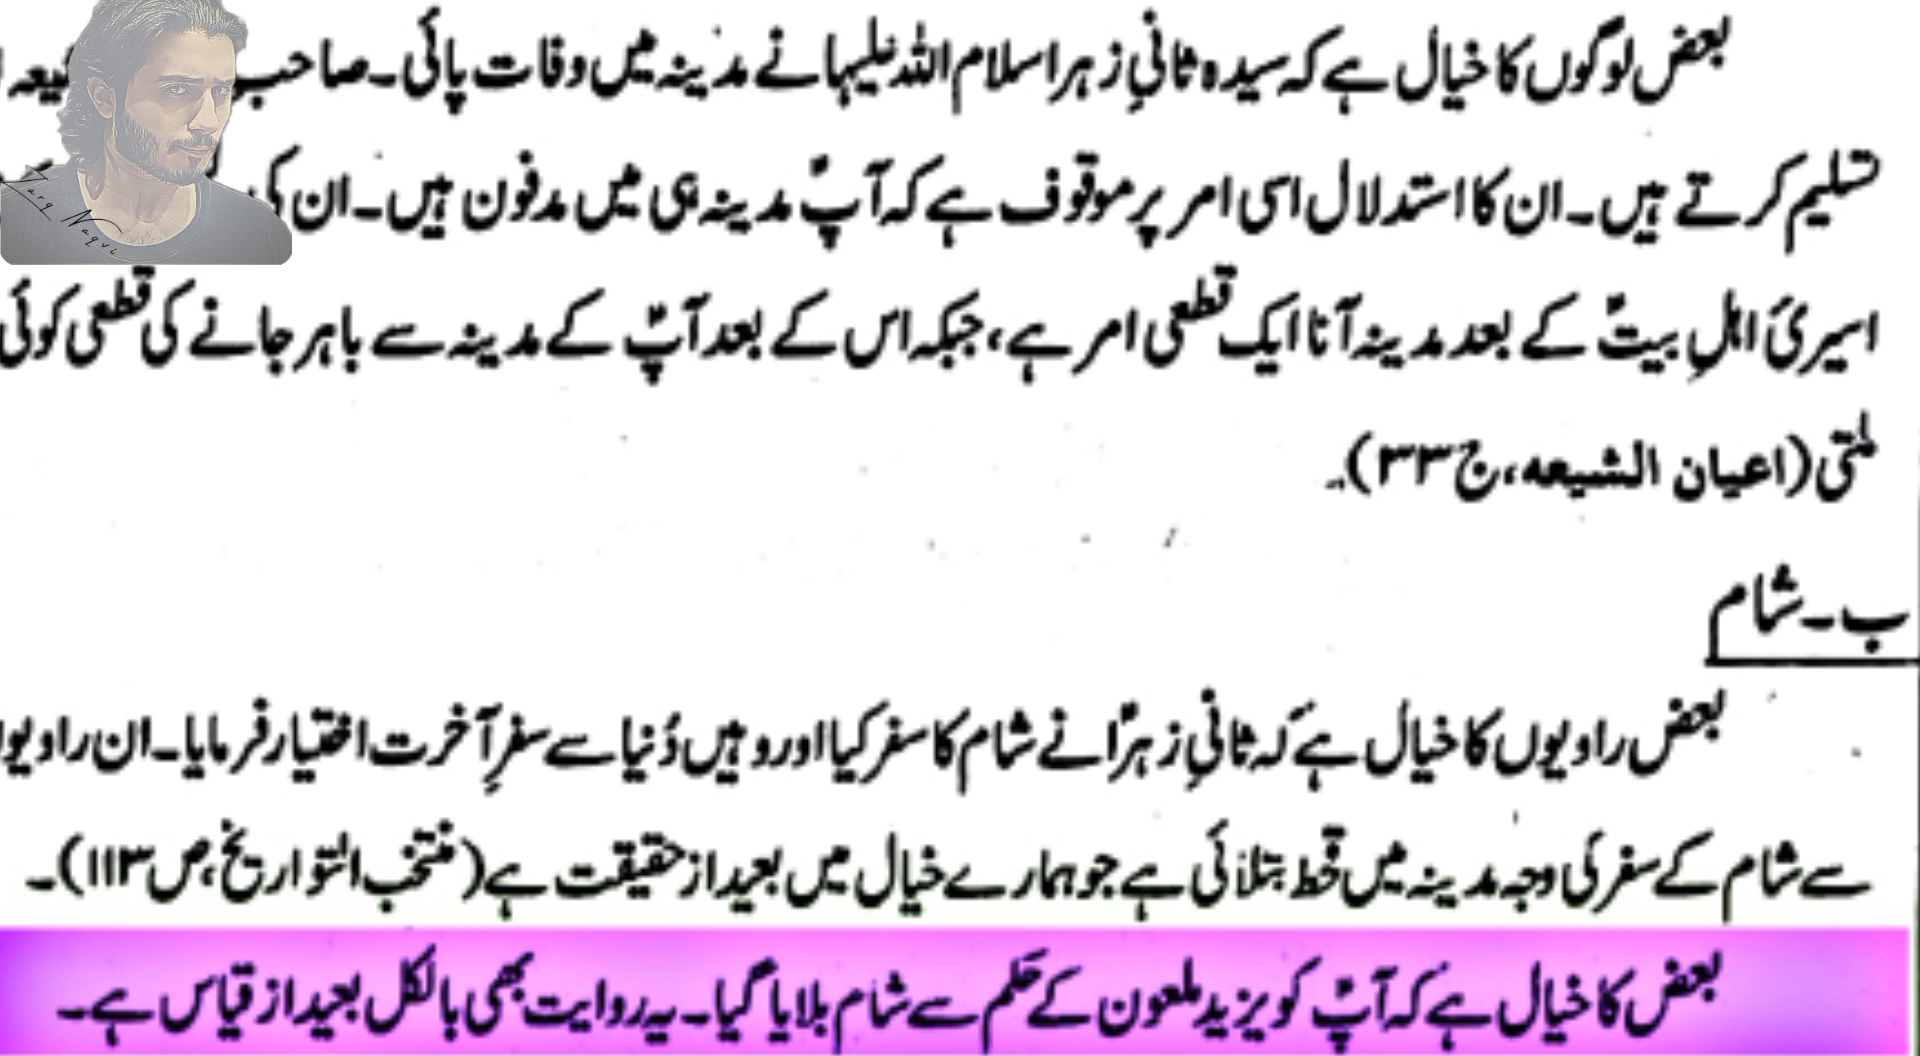 بعض لوگوں کا خیال ہے کہ سیدہ ثانیِ زہرا سلام اللہ علیہا نے مدینہ میں وفات پائی۔ صاحب
تسلیم کرتے ہیں۔ ان کا استدلال اسی امر پر موقوف ہے کہ آپؑ مدینہ ہی میں مدفون ہیں۔ ان کی
اسیریٔ اہلِ بیتؑ کے بعد مدینہ آنا ایک قطعی امر ہے، جبکہ اس کے بعد آپؑ کے مدینہ سے باہر جانے کی قطعی کوئی
ملتی (اعیان الشیعہ، ج ۳۳)۔
ب۔ شام
بعض راویوں کا خیال ہے کہ ثانیِ زہراؑ نے شام کا سفر کیا اور وہیں دُنیا سے سفرِ آخرت اختیار فرمایا۔ ان
سے شام کے سفر کی وجہ مدینہ میں قحط بتلائی ہے جو ہمارے خیال میں بعید از حقیقت ہے (منتخب التواریخ، ص ۱۱۳)۔
بعض کا خیال ہے کہ آپؑ کو یزید ملعون کے حکم سے شام بلایا گیا۔ یہ روایت بھی بالکل بعید از قیاس ہے۔
Zarq Naqvi